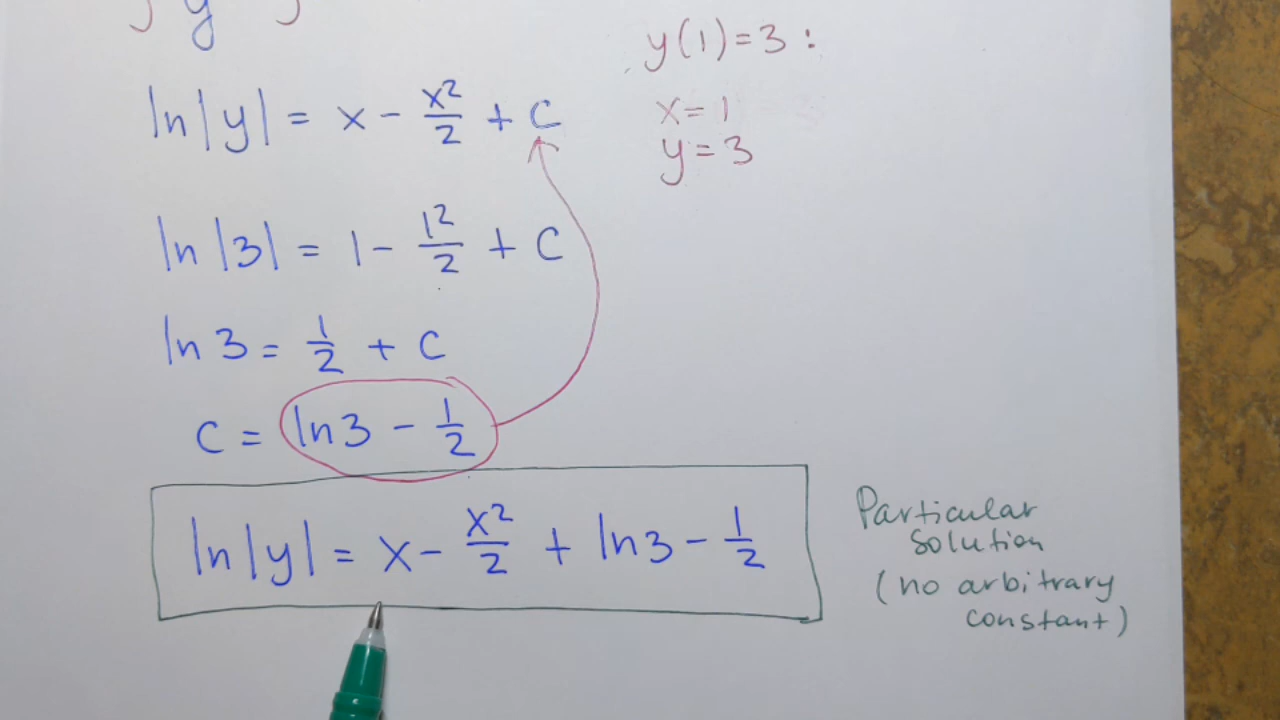 ∫ y ∫
ln|y| = x - x²/2 + C
ln|3| = 1 - 1²/2 + C
ln 3 = 1/2 + C
C = ln3 - 1/2
ln|y| = x - x²/2 + ln3 - 1/2
y(1)=3 :
x=1
y=3
Particular
solution
(no arbitrary
constant)